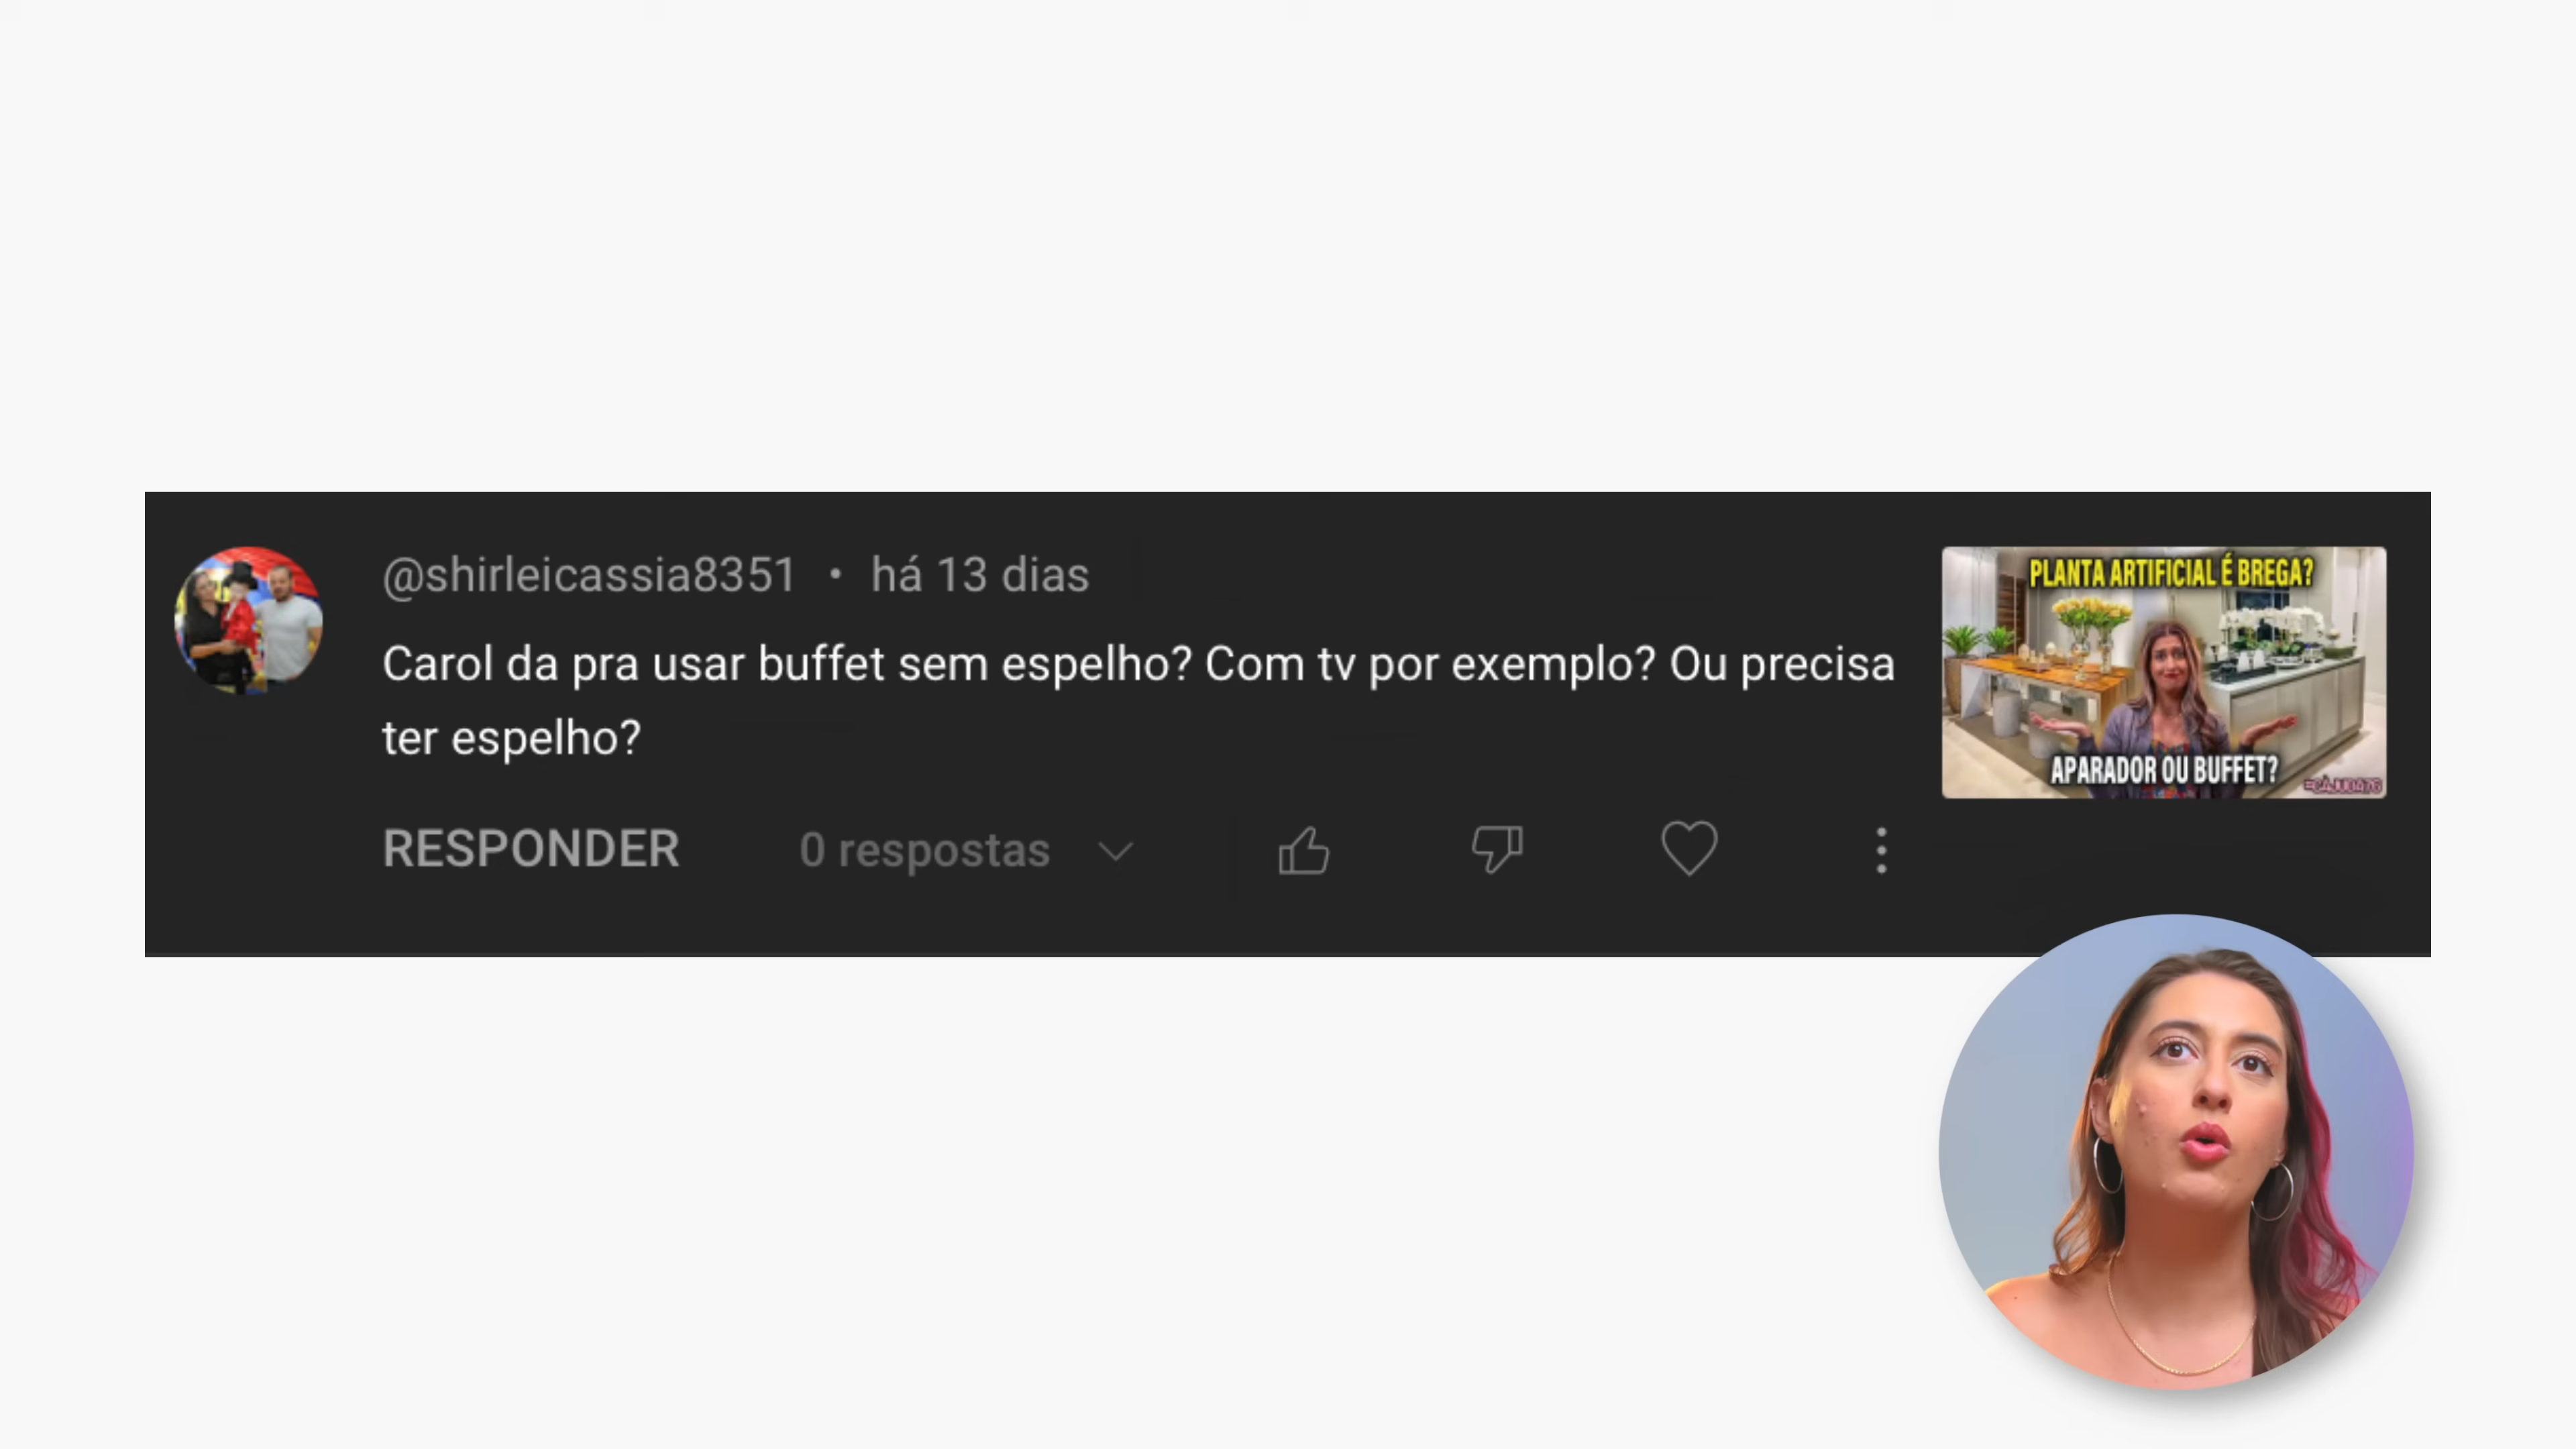 @shirleicassia8351 • há 13 dias
Carol da pra usar buffet sem espelho? Com tv por exemplo? Ou precisa
ter espelho?
RESPONDER 0 respostas
PLANTA ARTIFICIAL É BREGA?
APARADOR OU BUFFET?